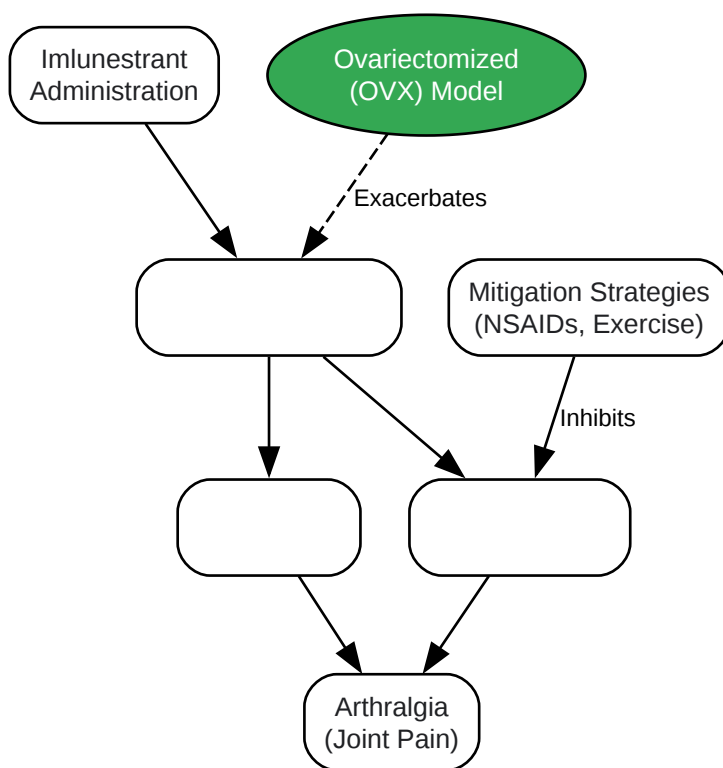 Imlunestrant
Administration
Ovariectomized
(OVX) Model
Exacerbates
Mitigation Strategies
(NSAIDs, Exercise)
Inhibits
Arthralgia
(Joint Pain)